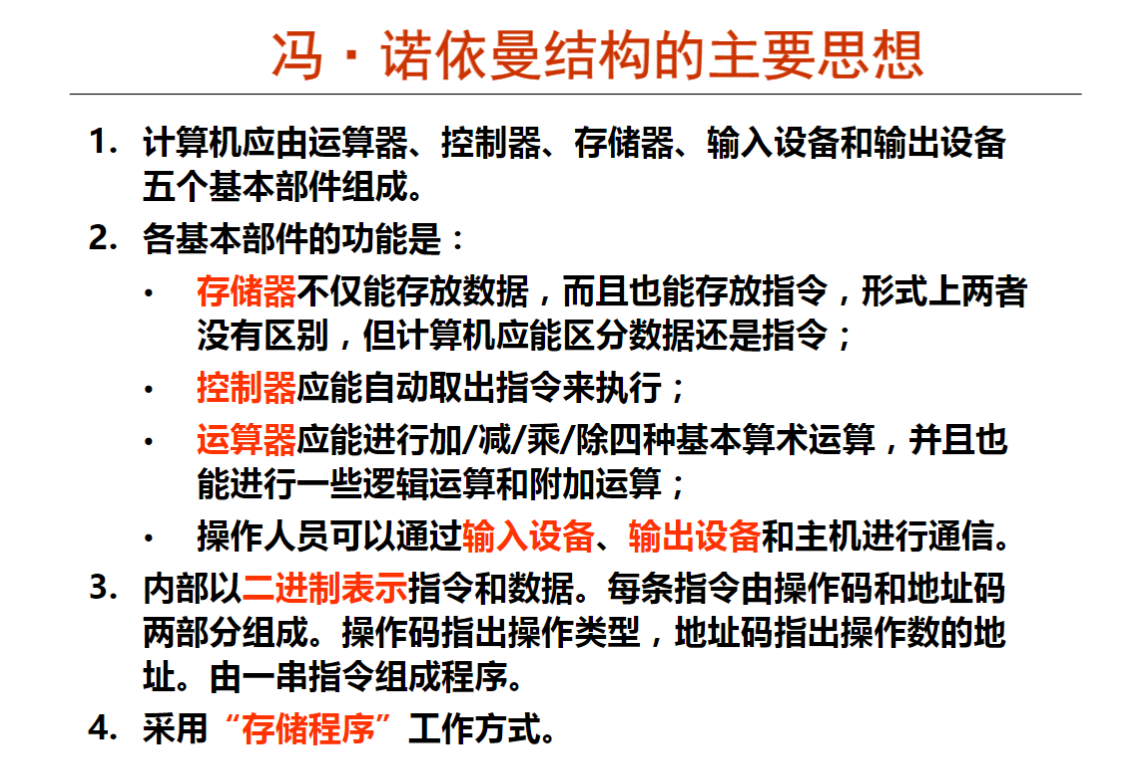 冯·诺依曼结构的主要思想
1. 计算机应由运算器、控制器、存储器、输入设备和输出设备
五个基本部件组成。
2. 各基本部件的功能是：
• 存储器不仅能存放数据，而且也能存放指令，形式上两者
没有区别，但计算机应能区分数据还是指令；
• 控制器应能自动取出指令来执行；
• 运算器应能进行加/减/乘/除四种基本算术运算，并且也
能进行一些逻辑运算和附加运算；
• 操作人员可以通过输入设备、输出设备和主机进行通信。
3. 内部以二进制表示指令和数据。每条指令由操作码和地址码
两部分组成。操作码指出操作类型，地址码指出操作数的地
址。由一串指令组成程序。
4. 采用“存储程序”工作方式。